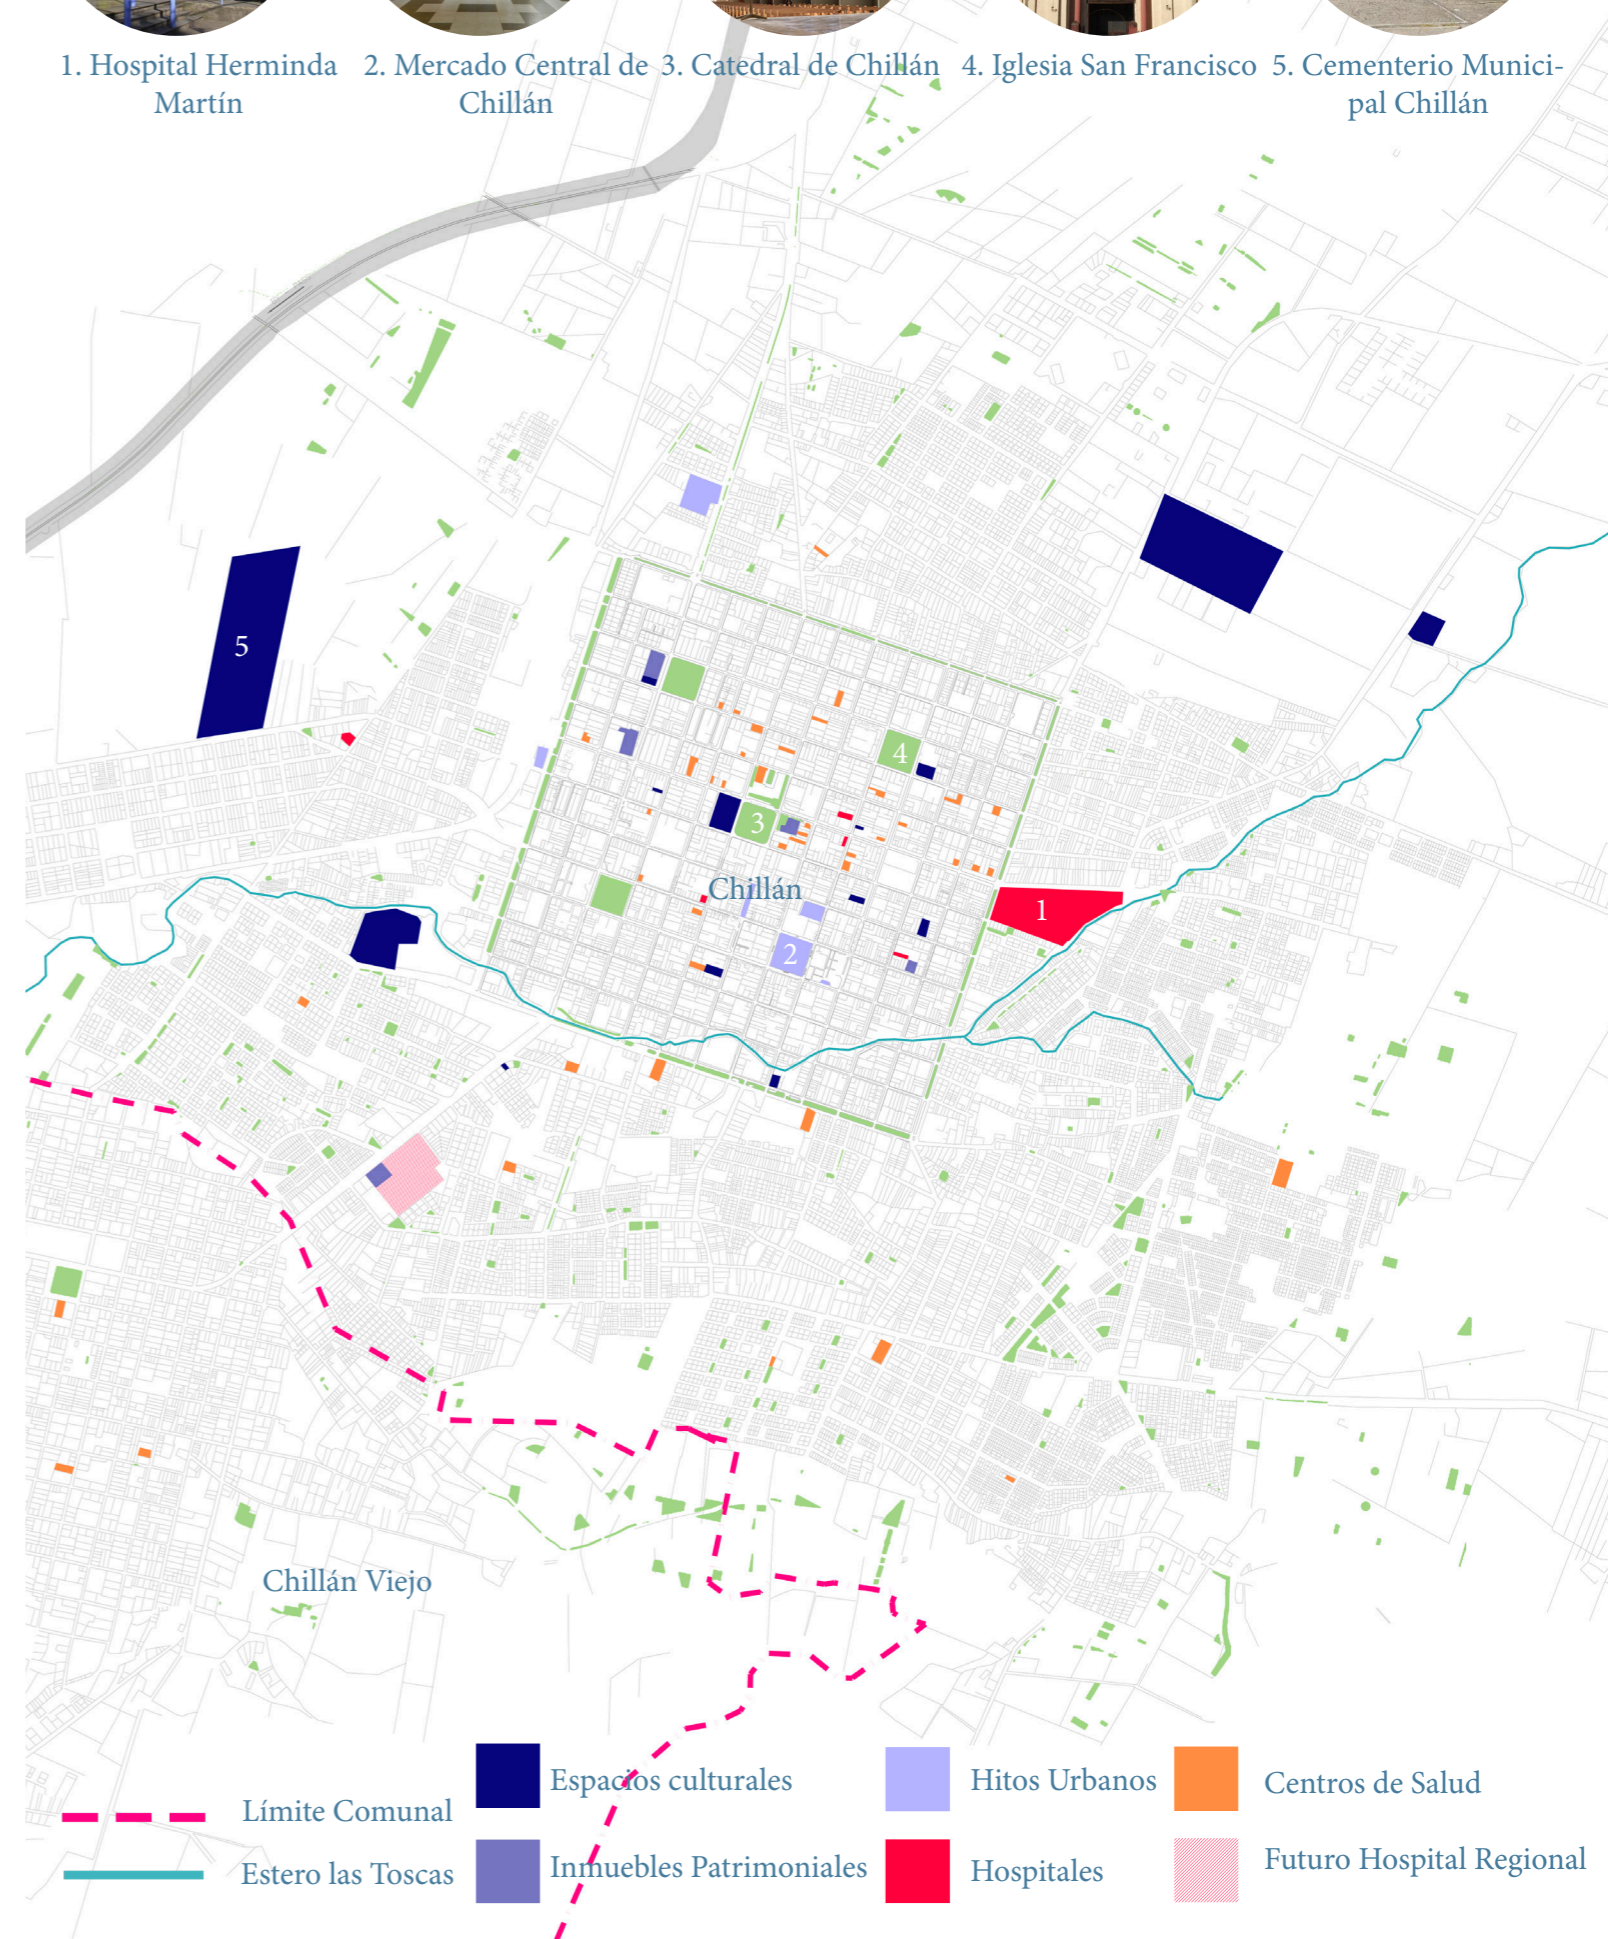 1. Hospital Herminda
Martín
2. Mercado Central de
Chillán
3. Catedral de Chillán
4. Iglesia San Francisco
5. Cementerio Munici-
pal Chillán
5
4
3
Chillán
1
2
Chillán Viejo
Límite Comunal
Estero las Toscas
Espacios culturales
Inmuebles Patrimoniales
Hitos Urbanos
Hospitales
Centros de Salud
Futuro Hospital Regional